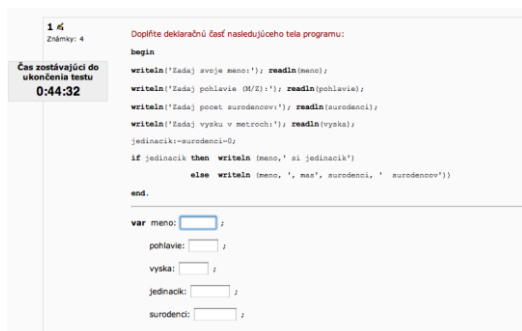 1
Známky: 4
Čas zostávajúci do
ukončenia testu
0:44:32
Doplňte deklaračnú časť nasledujúceho tela programu:
begin
writeln('Zadaj svoje meno:'); readln(meno);
writeln('Zadaj pohlavie (M/Z):'); readln(pohlavie);
writeln('Zadaj pocet surodencov:'); readln(surodenci);
writeln('Zadaj vysku v metroch:'); readln(vyska);
jedinacik:=surodenci=0;
if jedinacik then writeln (meno,' si jedinacik')
else writeln (meno, ', mas', surodenci, ' surodencov'))
end.
var meno: ;
pohlavie: ;
vyska: ;
jedinacik: ;
surodenci: ;